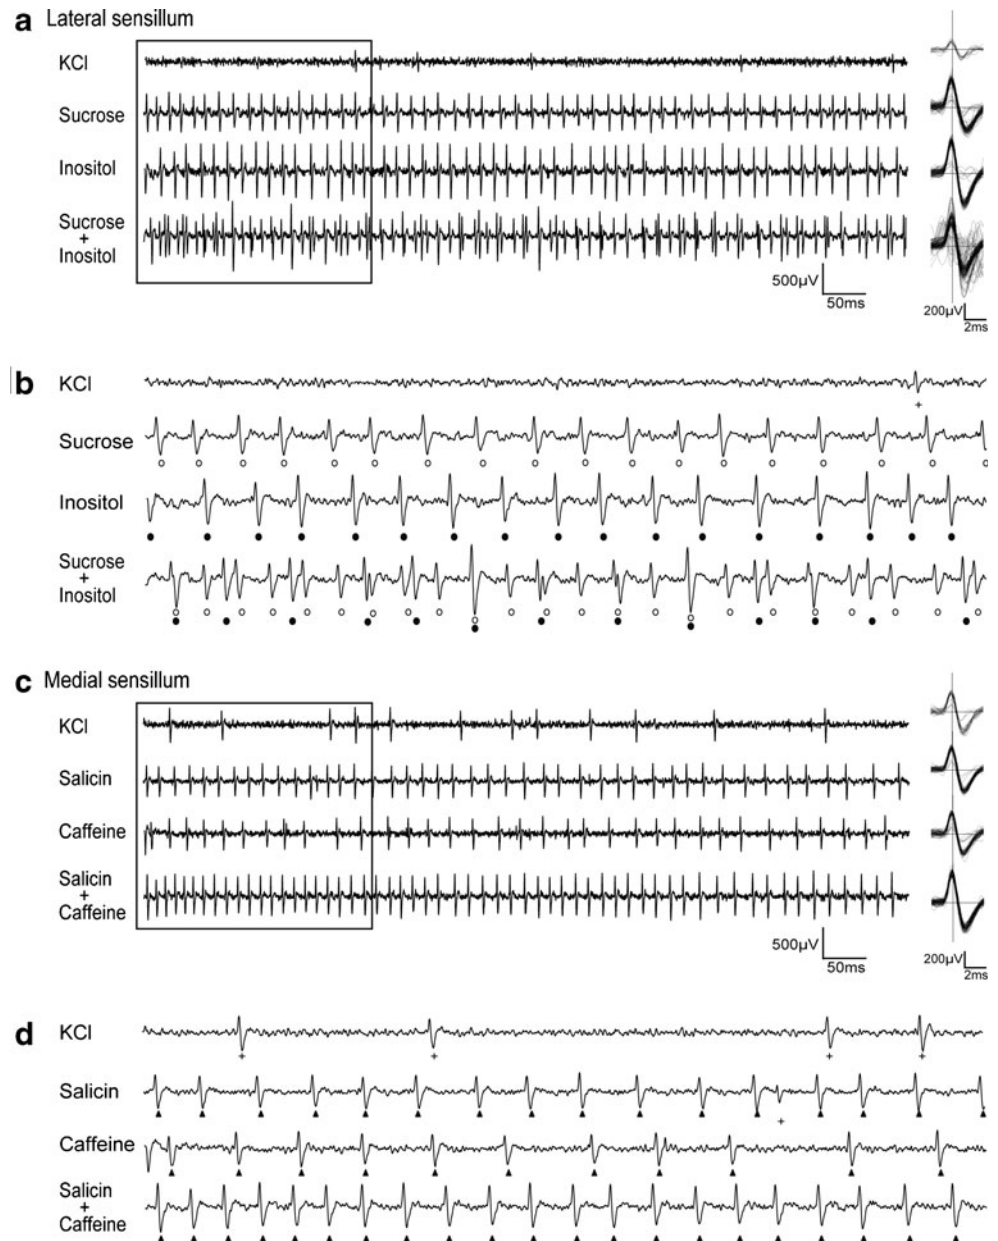 a Lateral sensillum
KCl
Sucrose
Inositol
Sucrose
+
Inositol
500µV
50ms
200µV
2ms
b KCl
+
Sucrose
Inositol
Sucrose
+
Inositol
c Medial sensillum
KCl
Salicin
Caffeine
Salicin
+
Caffeine
500µV
50ms
200µV
2ms
d KCl
+ + + +
Salicin
+
Caffeine
Salicin
+
Caffeine